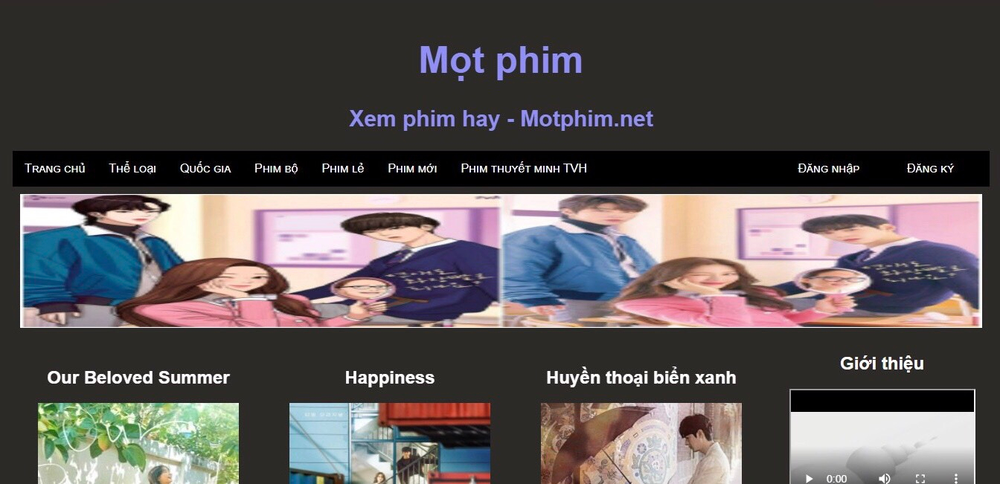 Mọt phim
Xem phim hay - Motphim.net
Trang chủ Thể loại Quốc gia Phim bộ Phim lẻ Phim mới Phim thuyết minh TVH Đăng nhập Đăng ký
Giới thiệu
Our Beloved Summer Happiness Huyền thoại biển xanh
Our
0:00